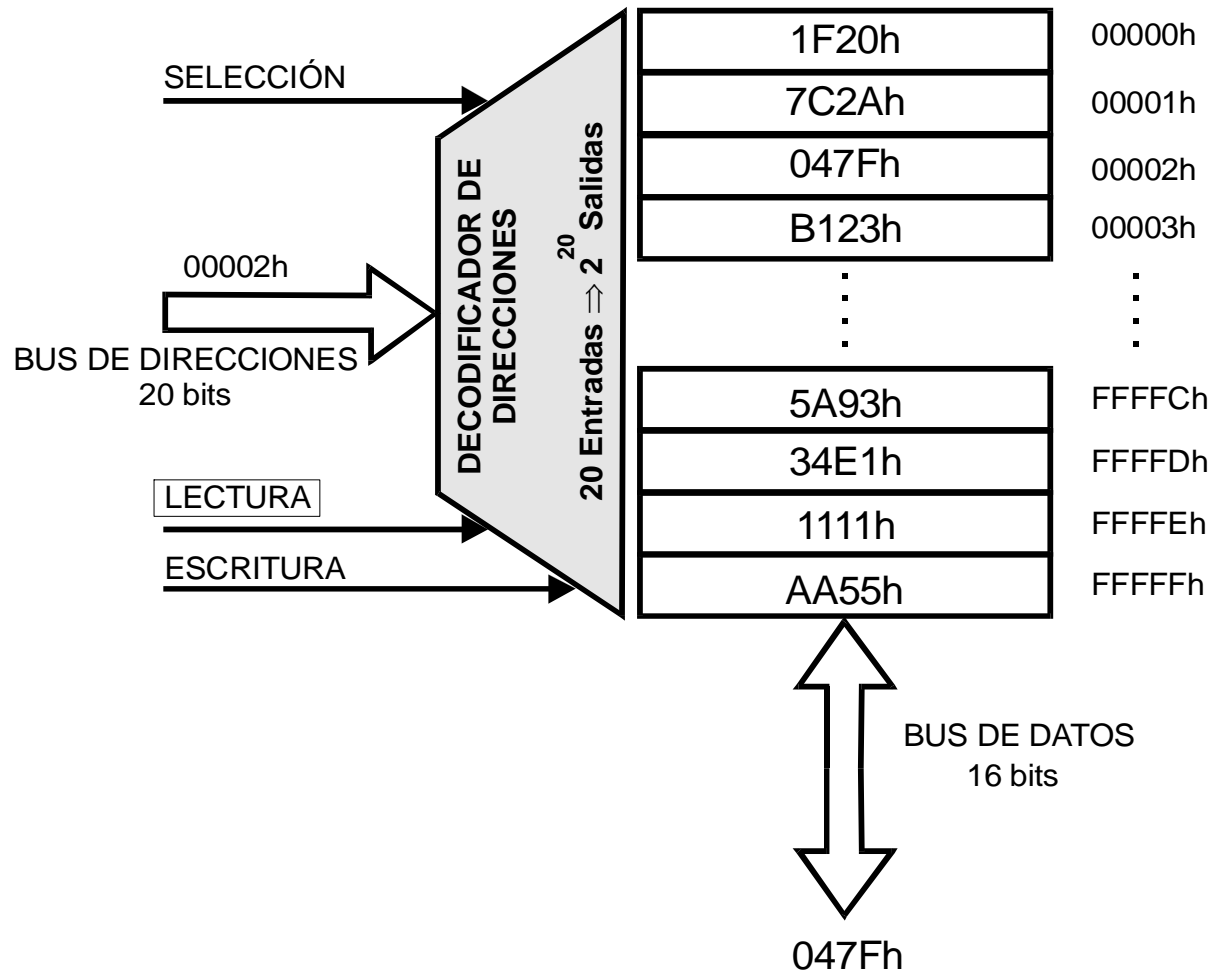 SELECCIÓN
00002h
BUS DE DIRECCIONES
20 bits
LECTURA
ESCRITURA
DECODIFICADOR DE
DIRECCIONES
20 Entradas ⇒ 2^20 Salidas
1F20h 00000h
7C2Ah 00001h
047Fh 00002h
B123h 00003h
5A93h FFFFCh
34E1h FFFFDh
1111h FFFFEh
AA55h FFFFFh
BUS DE DATOS
16 bits
047Fh